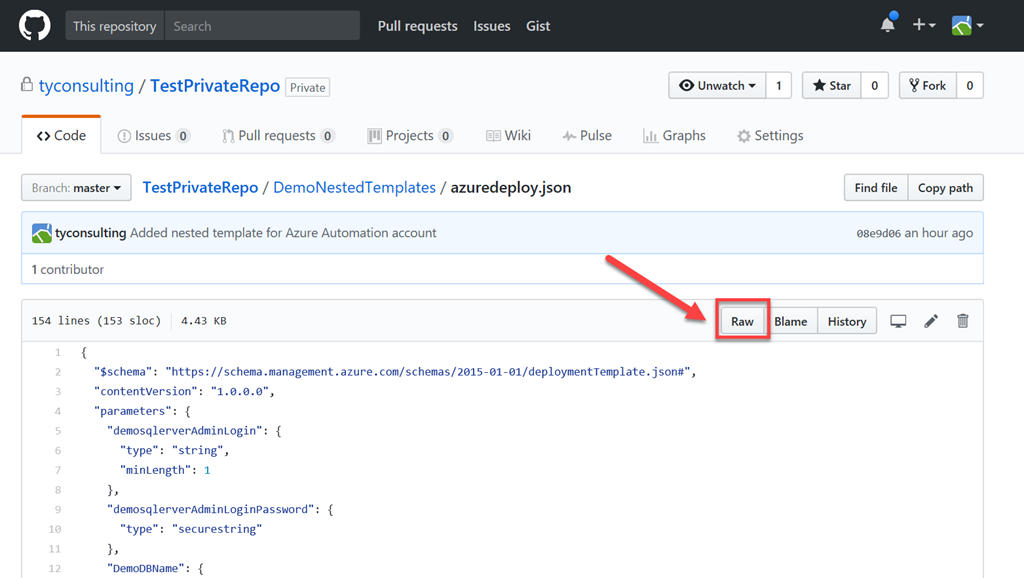 This repository Search Pull requests Issues Gist
tyconsulting / TestPrivateRepo Private Unwatch 1 Star 0 Fork 0
Code Issues 0 Pull requests 0 Projects 0 Wiki Pulse Graphs Settings
Branch: master TestPrivateRepo / DemoNestedTemplates / azuredeploy.json Find file Copy path
tyconsulting Added nested template for Azure Automation account 08e9d06 an hour ago
1 contributor
154 lines (153 sloc) 4.43 KB Raw Blame History
1 {
2 "$schema": "https://schema.management.azure.com/schemas/2015-01-01/deploymentTemplate.json#",
3 "contentVersion": "1.0.0.0",
4 "parameters": {
5 "demosqlerverAdminLogin": {
6 "type": "string",
7 "minLength": 1
8 },
9 "demosqlerverAdminLoginPassword": {
10 "type": "securestring"
11 },
12 "DemoDBName": {